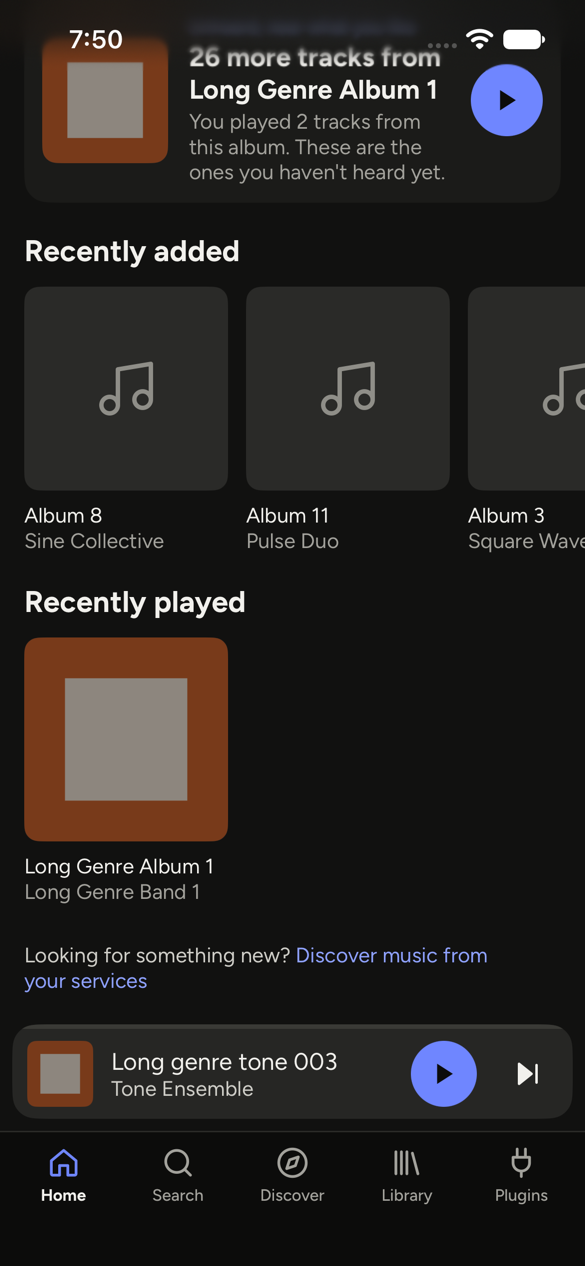 7:50
26 more tracks from
Long Genre Album 1
You played 2 tracks from
this album. These are the
ones you haven't heard yet.
Recently added
Album 8
Sine Collective
Album 11
Pulse Duo
Album 3
Square Wave
Recently played
Long Genre Album 1
Long Genre Band 1
Looking for something new? Discover music from
your services
Long genre tone 003
Tone Ensemble
Home
Search
Discover
Library
Plugins